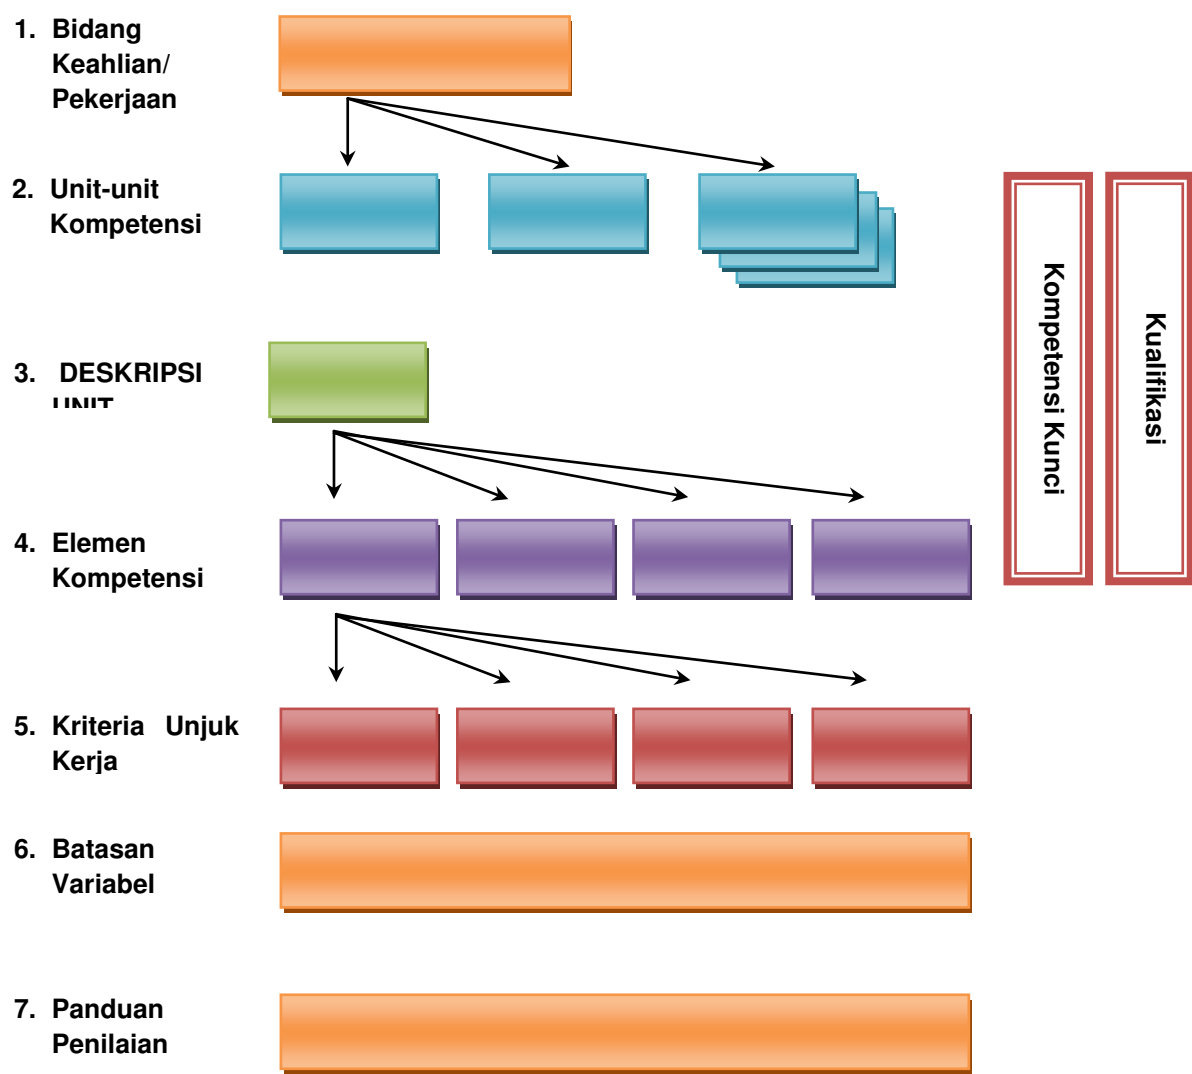 1. Bidang
Keahlian/
Pekerjaan
2. Unit-unit
Kompetensi
3. DESKRIPSI
UNIT
4. Elemen
Kompetensi
5. Kriteria Unjuk
Kerja
6. Batasan
Variabel
7. Panduan
Penilaian
Kompetensi Kunci
Kualifikasi